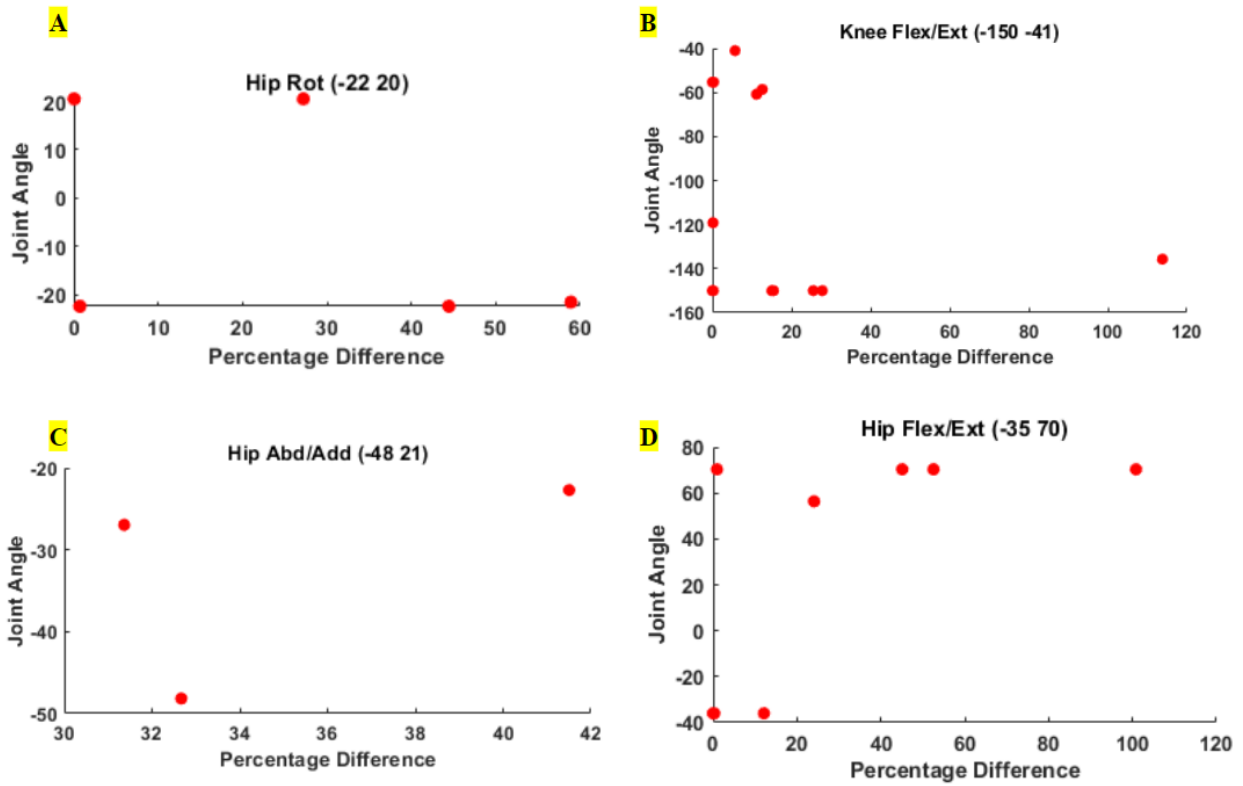 A
Hip Rot (-22 20)
Joint Angle
20
10
0
-10
-20
0 10 20 30 40 50 60
Percentage Difference
B
Knee Flex/Ext (-150 -41)
Joint Angle
-40
-60
-80
-100
-120
-140
-160
0 20 40 60 80 100 120
Percentage Difference
C
Hip Abd/Add (-48 21)
Joint Angle
-20
-30
-40
-50
30 32 34 36 38 40 42
Percentage Difference
D
Hip Flex/Ext (-35 70)
Joint Angle
80
60
40
20
0
-20
-40
0 20 40 60 80 100 120
Percentage Difference